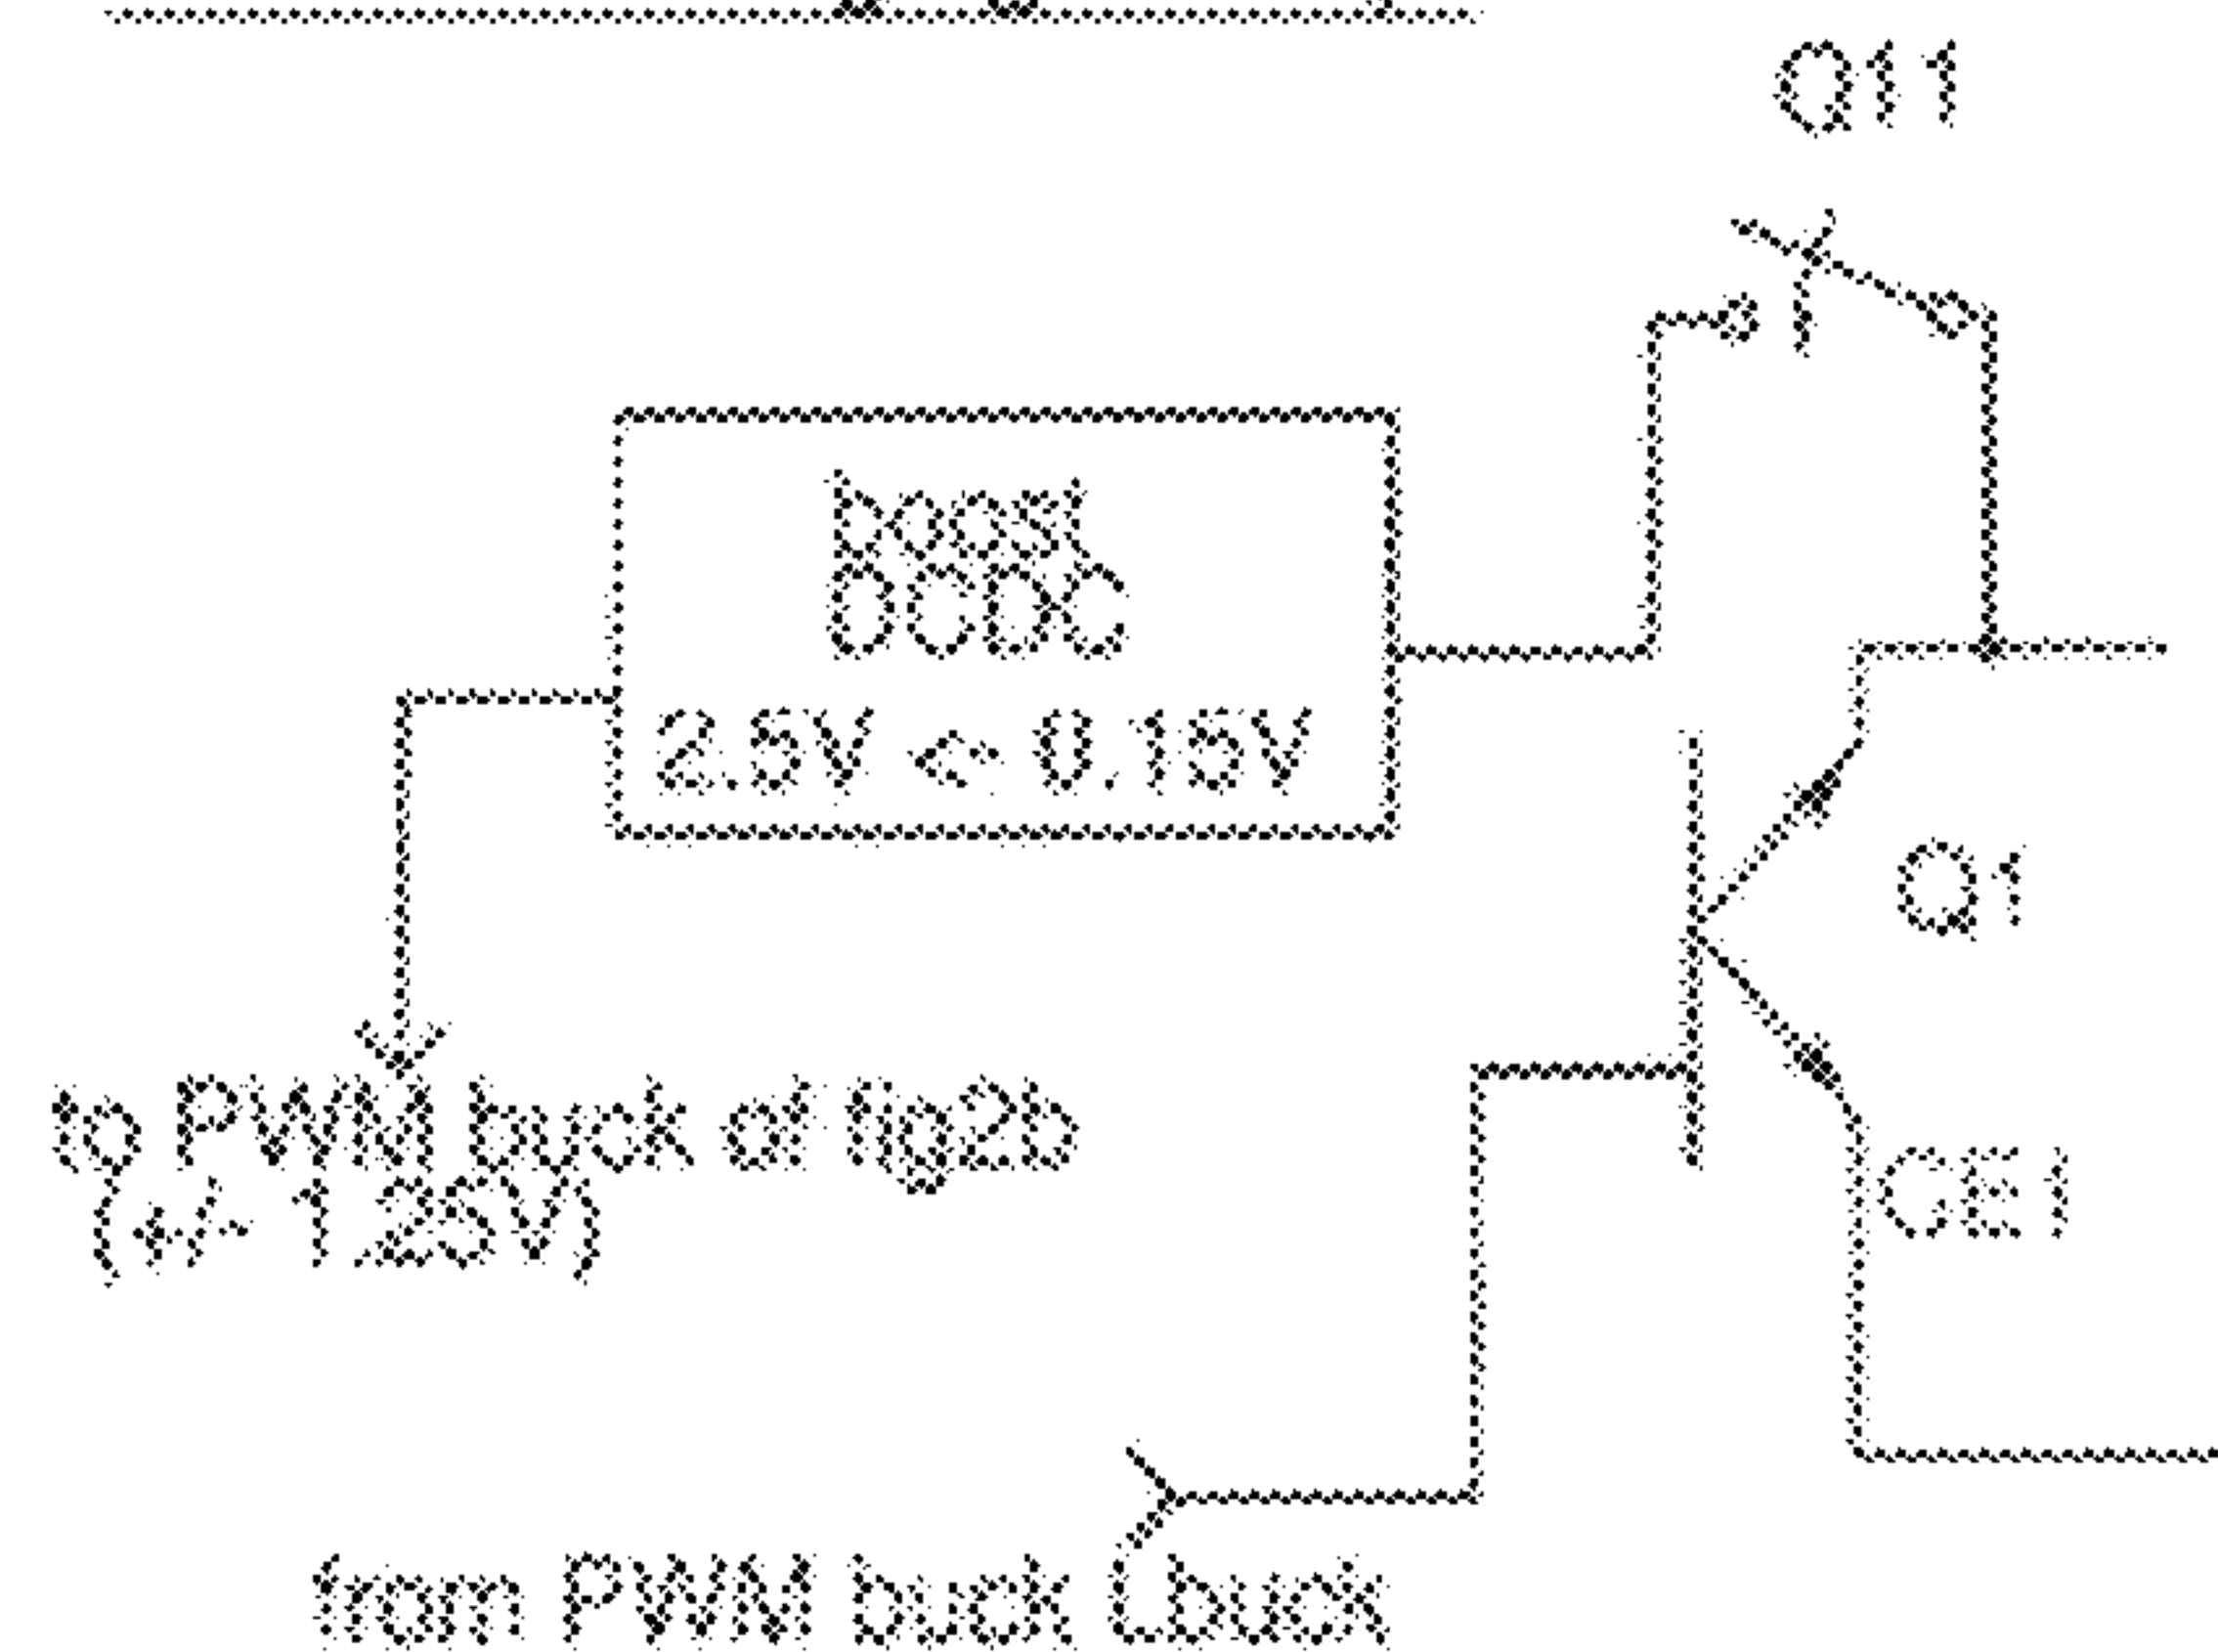 Q11
boost
DCDC
2.5V <- 0.15V
Q1
to PWM buck of fig2b
(+/- 1.25V)
CE1
from PWM buck Lbuck